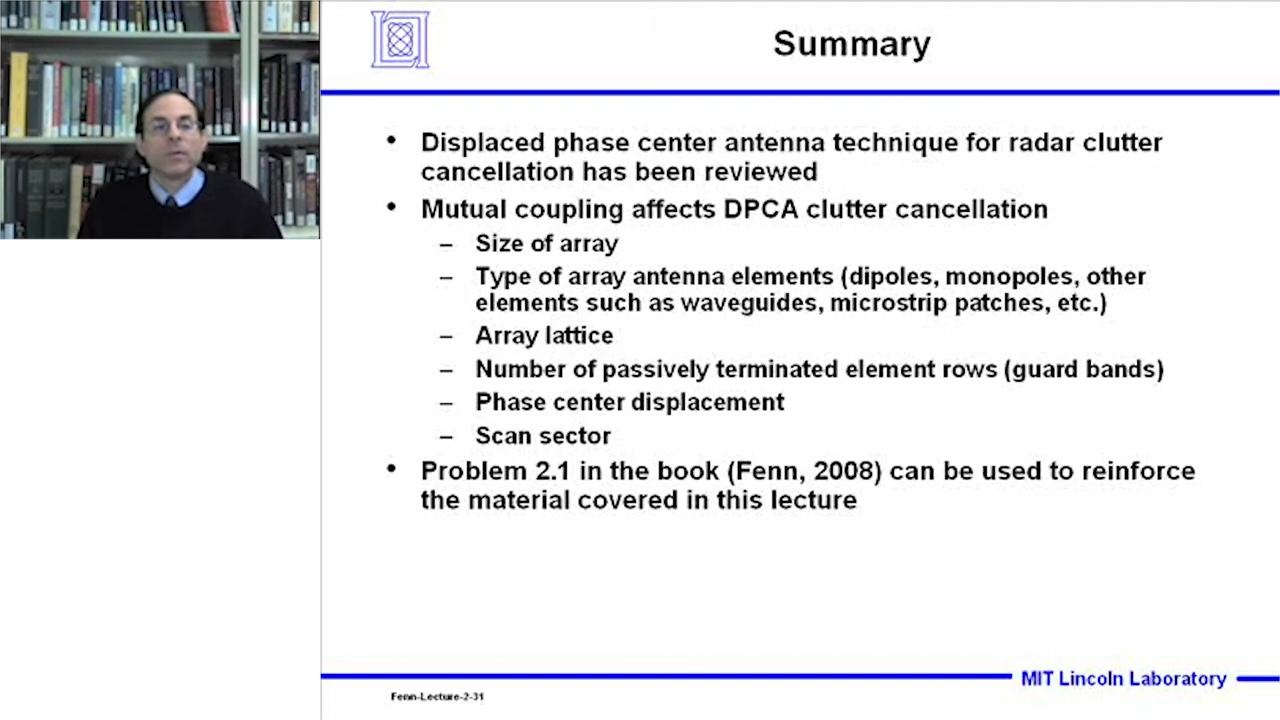 Summary
• Displaced phase center antenna technique for radar clutter
cancellation has been reviewed
• Mutual coupling affects DPCA clutter cancellation
– Size of array
– Type of array antenna elements (dipoles, monopoles, other
elements such as waveguides, microstrip patches, etc.)
– Array lattice
– Number of passively terminated element rows (guard bands)
– Phase center displacement
– Scan sector
• Problem 2.1 in the book (Fenn, 2008) can be used to reinforce
the material covered in this lecture
MIT Lincoln Laboratory
Fenn-Lecture-2-31